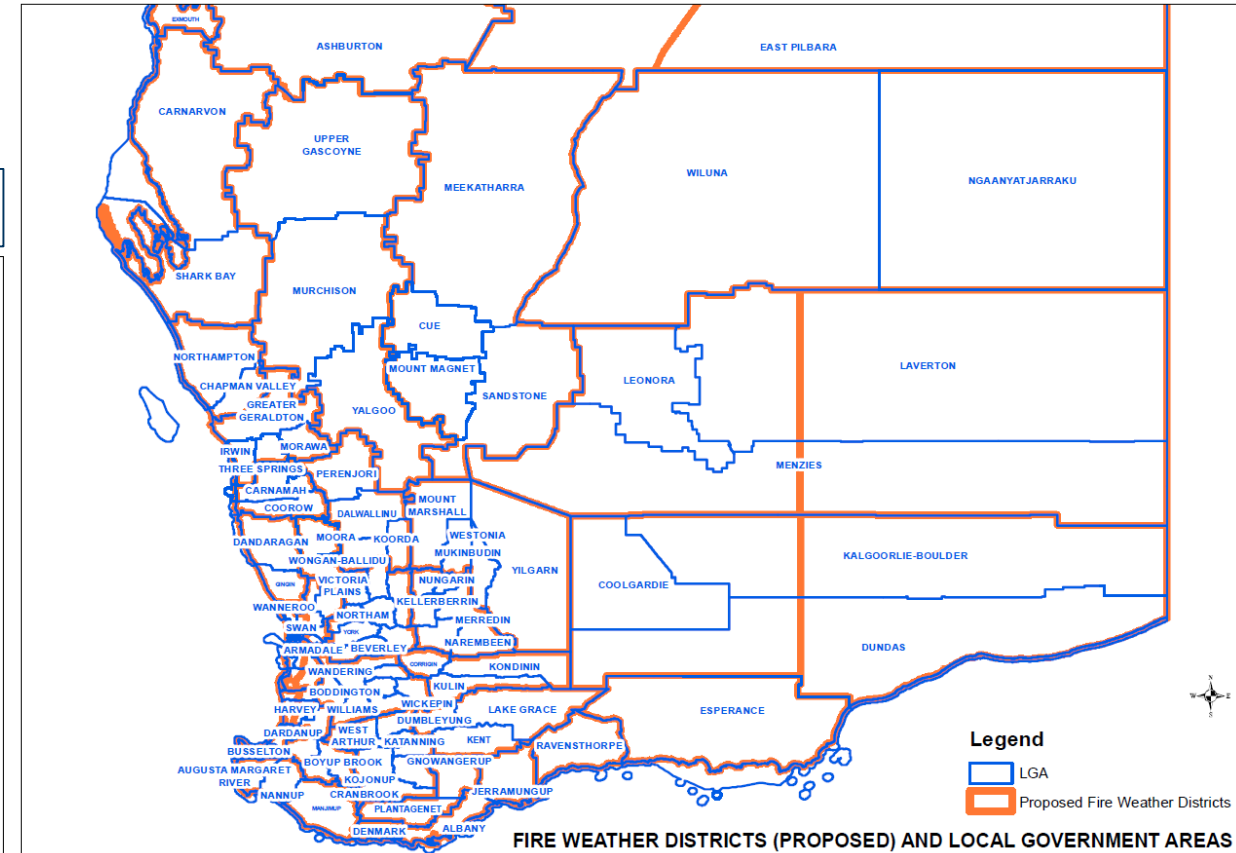 EXMOUTH
ASHBURTON
EAST PILBARA
CARNARVON
UPPER
GASCOYNE
MEEKATHARRA
WILUNA
NGAANYATJARRAKU
SHARK BAY
MURCHISON
CUE
NORTHAMPTON
MOUNT MAGNET
LAVERTON
CHAPMAN VALLEY
LEONORA
SANDSTONE
GREATER
GERALDTON
YALGOO
IRWIN
MORAWA
THREE SPRINGS
PERENJORI
MENZIES
CARNAMAH
COOROW
MOUNT
MARSHALL
DALWALLINU
DANDARAGAN
MOORA
KOORDA
WESTONIA
MUKINBUDIN
WONGAN-BALLIDU
YILGARN
KALGOORLIE-BOULDER
GINGIN
VICTORIA
PLAINS
NUNGARIN
COOLGARDIE
WANNEROO
KELLERBERRIN
NORTHAM
MERREDIN
SWAN
YORK
NAREMBEEN
ARMADALE
BEVERLEY
DUNDAS
CORRIGIN
KONDININ
WANDERING
BODDINGTON
KULIN
HARVEY
WILLIAMS
WICKEPIN
LAKE GRACE
ESPERANCE
DUMBLEYUNG
DARDANUP
WEST
ARTHUR
KATANNING
KENT
RAVENSTHORPE
BUSSELTON
BOYUP BROOK
GNOWANGERUP
AUGUSTA MARGARET
RIVER
KOJONUP
NANNUP
CRANBROOK
JERRAMUNGUP
MANJIMUP
PLANTAGENET
DENMARK
ALBANY
N
W
E
S
Legend
LGA
Proposed Fire Weather Districts
FIRE WEATHER DISTRICTS (PROPOSED) AND LOCAL GOVERNMENT AREAS